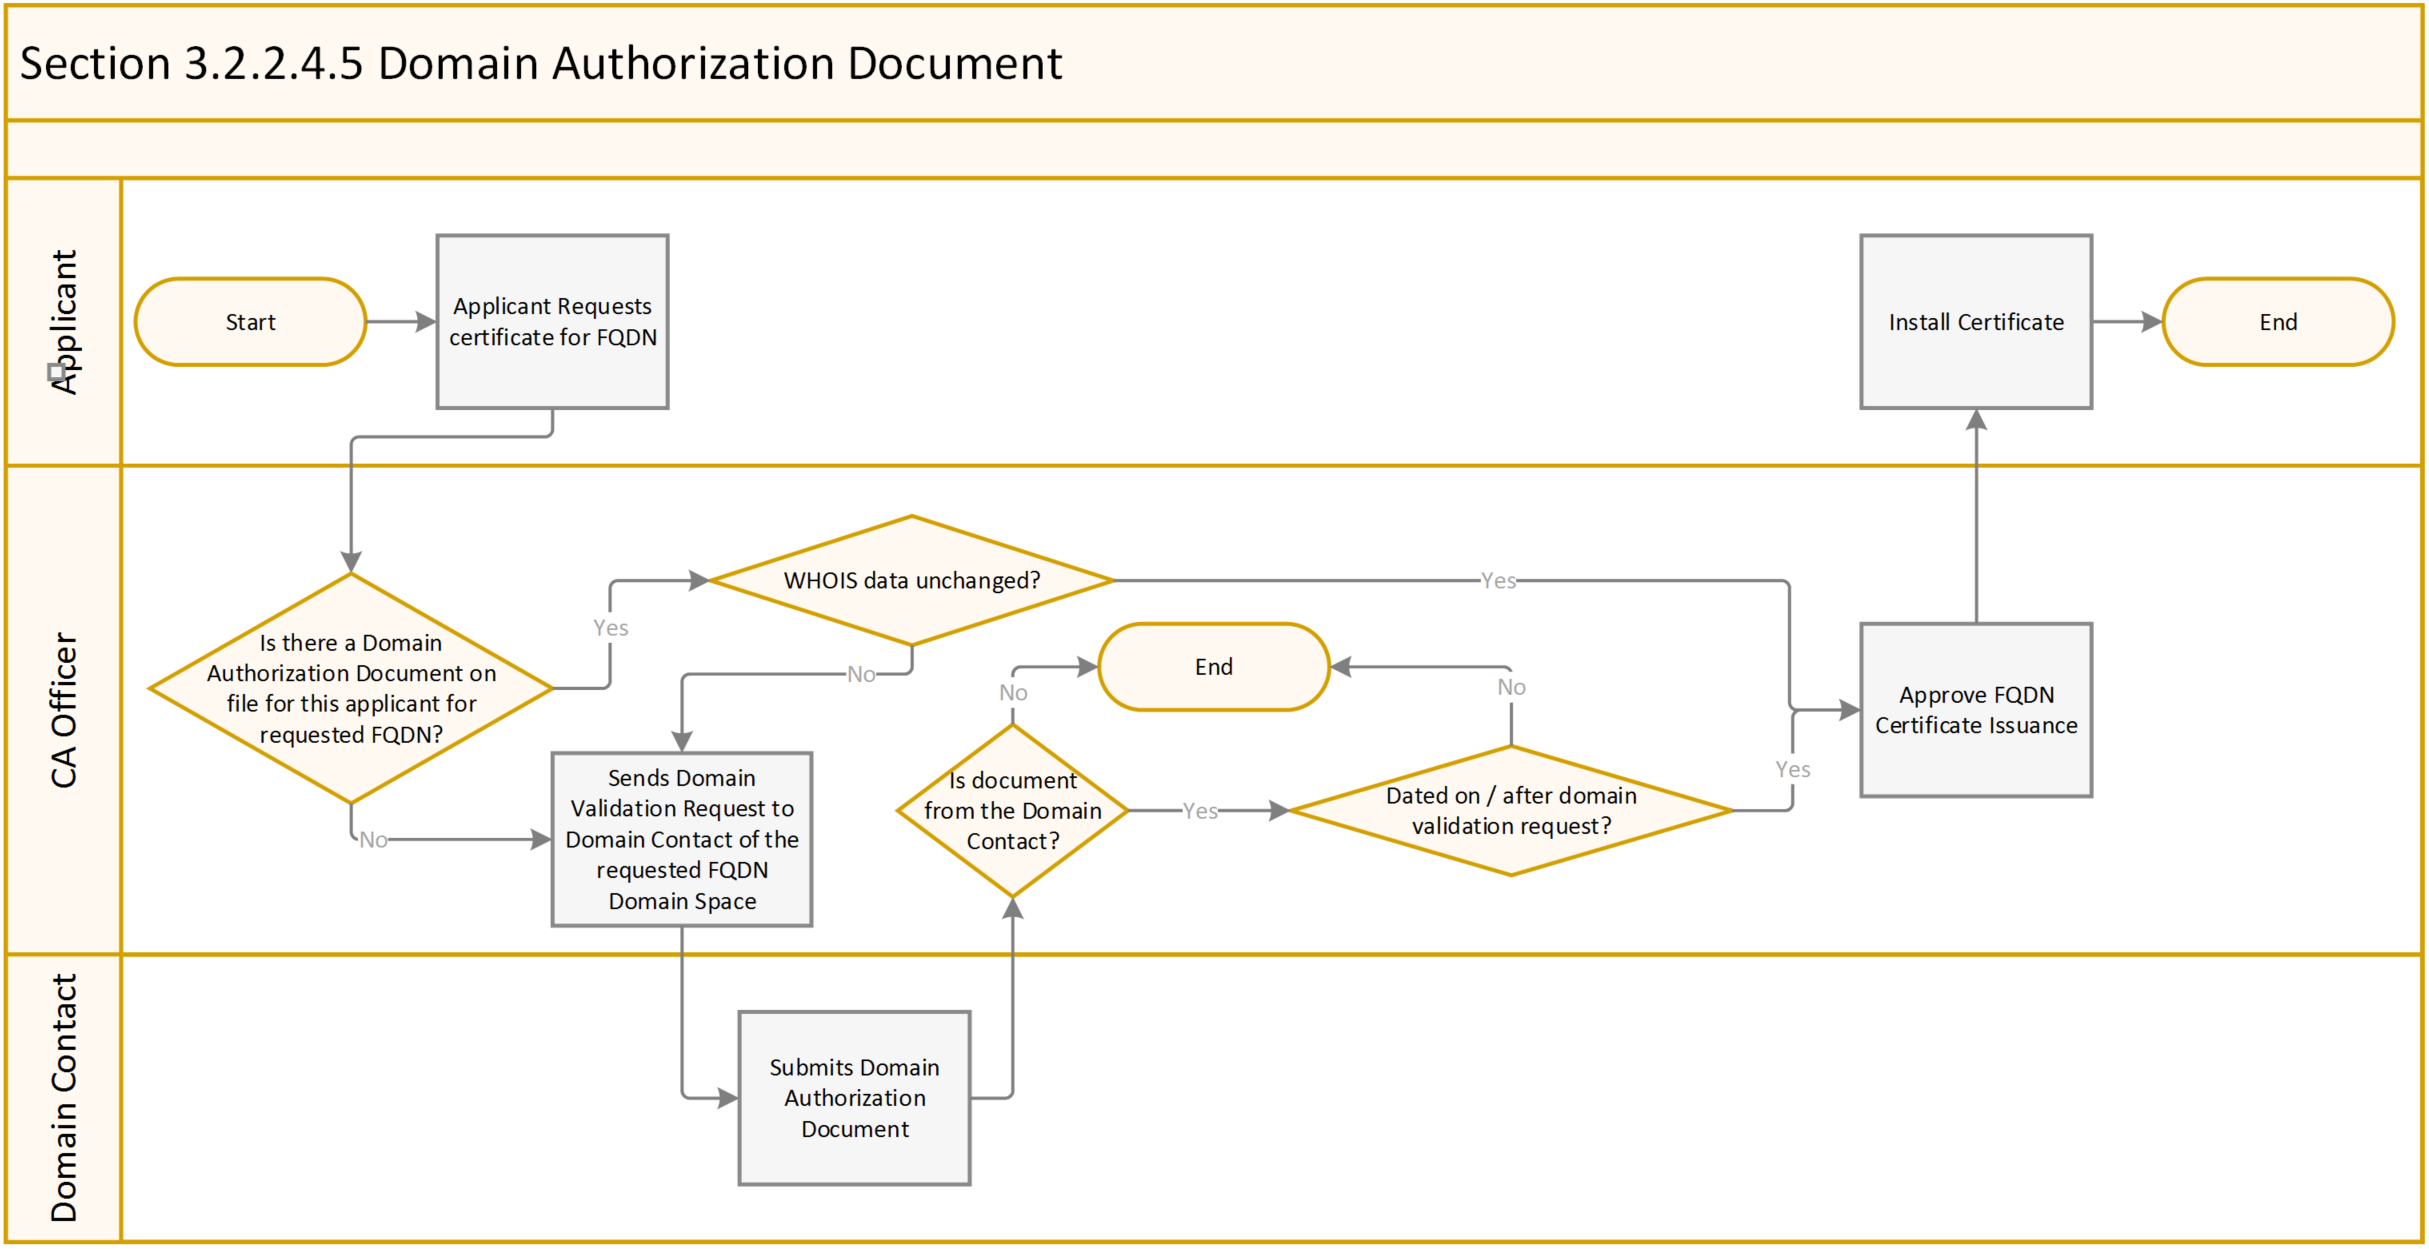 Section 3.2.2.4.5 Domain Authorization Document
Applicant
Start
Applicant Requests
certificate for FQDN
Install Certificate
End
CA Officer
Is there a Domain
Authorization Document on
file for this applicant for
requested FQDN?
Yes
No
WHOIS data unchanged?
Yes
No
Sends Domain
Validation Request to
Domain Contact of the
requested FQDN
Domain Space
End
No
No
Is document
from the Domain
Contact?
Yes
Dated on / after domain
validation request?
Yes
Approve FQDN
Certificate Issuance
Domain Contact
Submits Domain
Authorization
Document